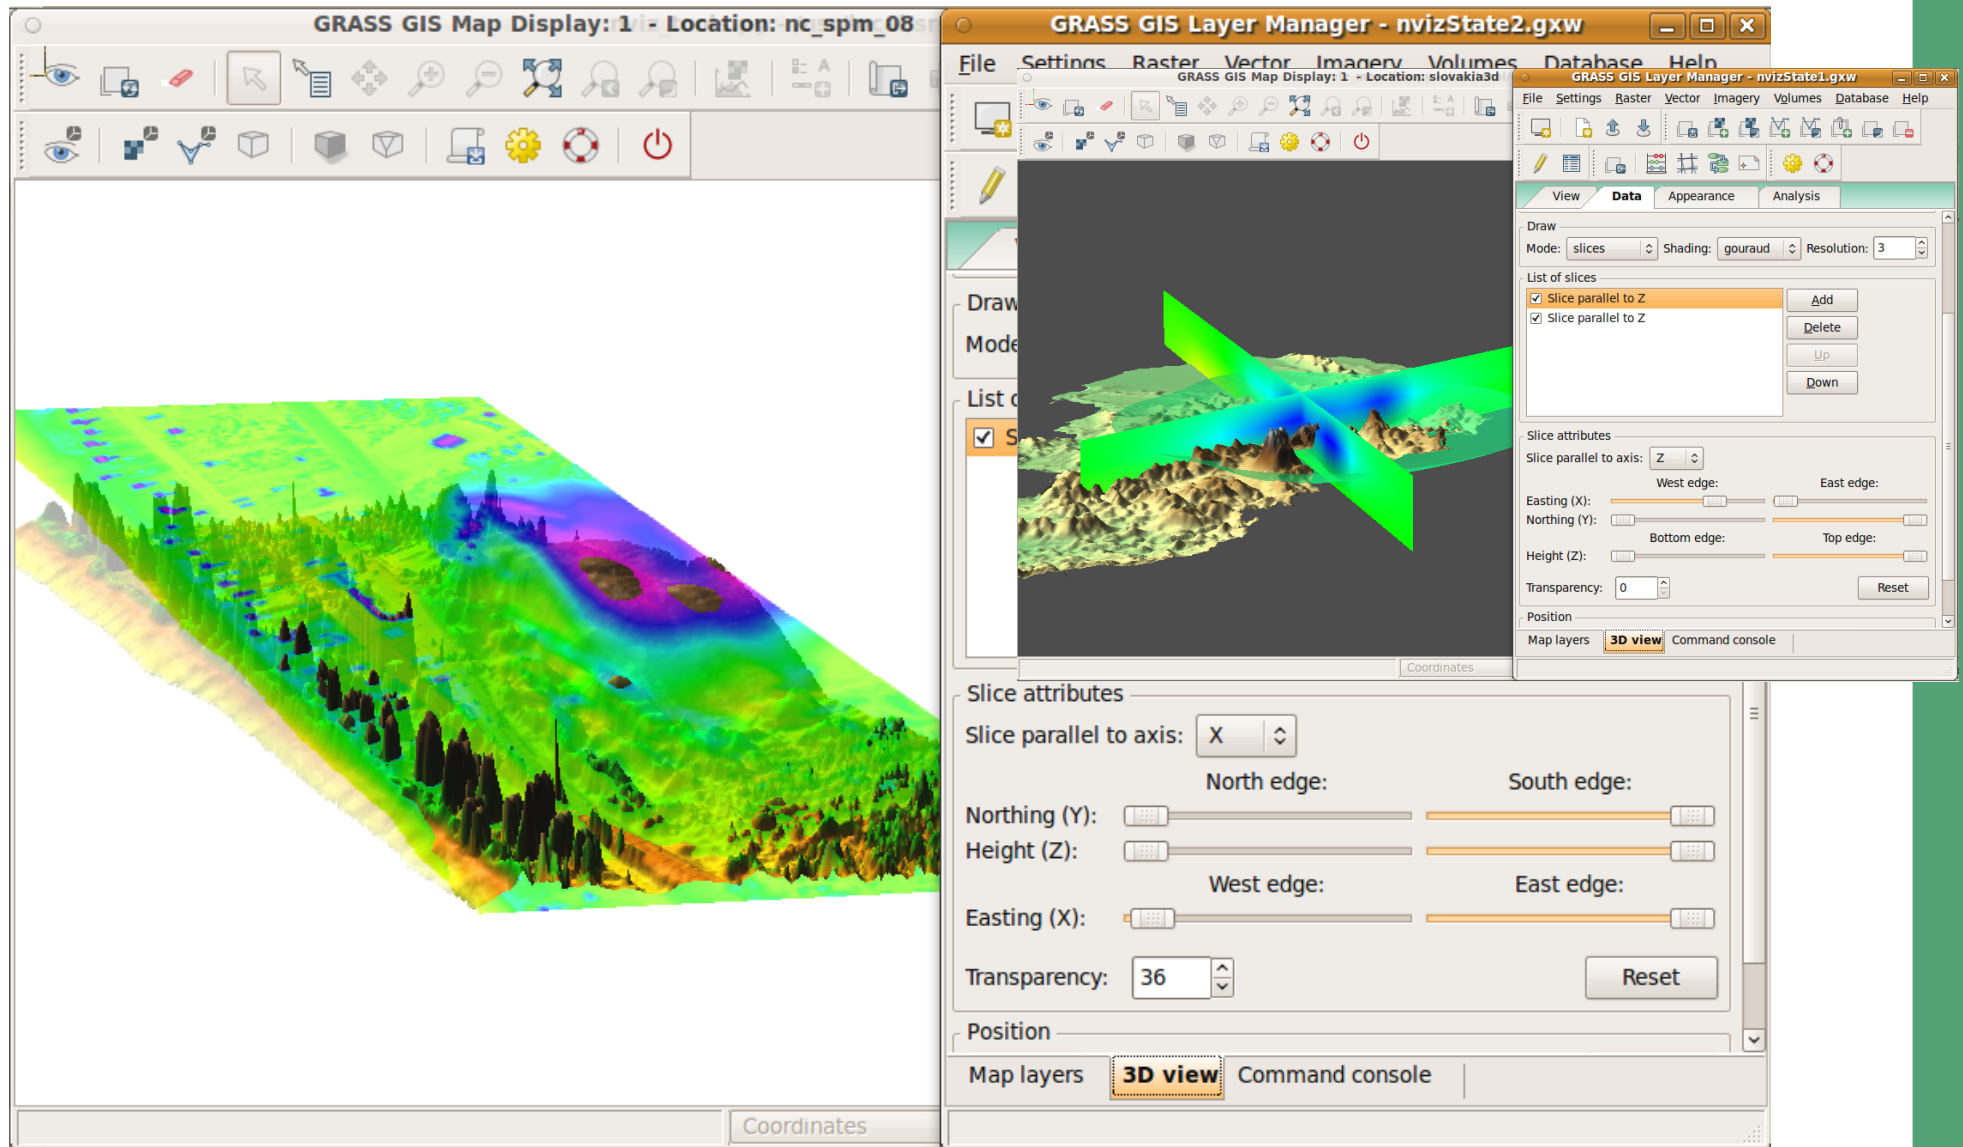 GRASS GIS Map Display: 1 - Location: nc_spm_08
Coordinates
GRASS GIS Layer Manager - nvizState2.gxw
File Settings Raster Vector Imagery Volumes Database Help
Draw
Mode
List
S
Slice attributes
Slice parallel to axis: X
North edge: South edge:
Northing (Y):
Height (Z):
West edge: East edge:
Easting (X):
Transparency: 36 Reset
Position
Map layers 3D view Command console
GRASS GIS Map Display: 1 - Location: slovakia3d
Coordinates
GRASS GIS Layer Manager - nvizState1.gxw
File Settings Raster Vector Imagery Volumes Database Help
View Data Appearance Analysis
Draw
Mode: slices Shading: gouraud Resolution: 3
List of slices
Slice parallel to Z Add
Slice parallel to Z
Delete
Up
Down
Slice attributes
Slice parallel to axis: Z
West edge: East edge:
Easting (X):
Northing (Y):
Bottom edge: Top edge:
Height (Z):
Transparency: 0 Reset
Position
Map layers 3D view Command console